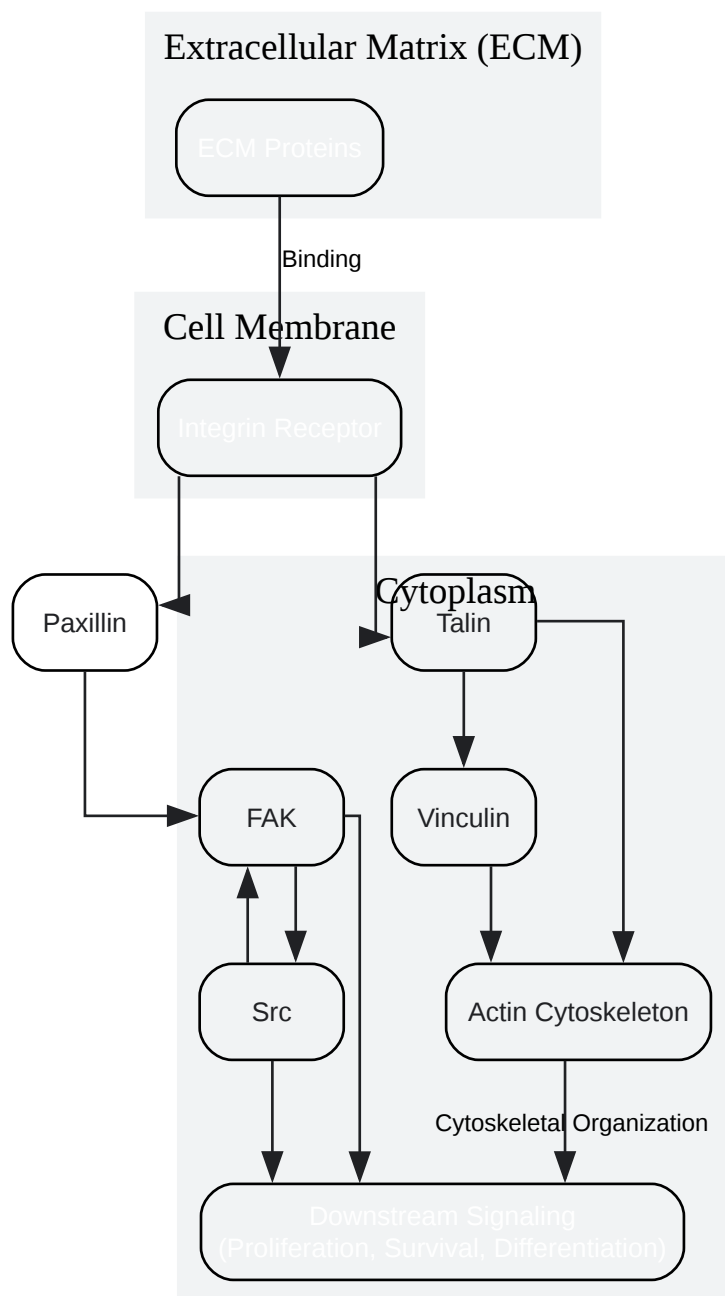 Extracellular Matrix (ECM)
ECM Proteins
Binding
Cell Membrane
Integrin Receptor
Cytoplasm
Paxillin
Talin
FAK
Vinculin
Src
Actin Cytoskeleton
Cytoskeletal Organization
Downstream Signaling
(Proliferation, Survival, Differentiation)